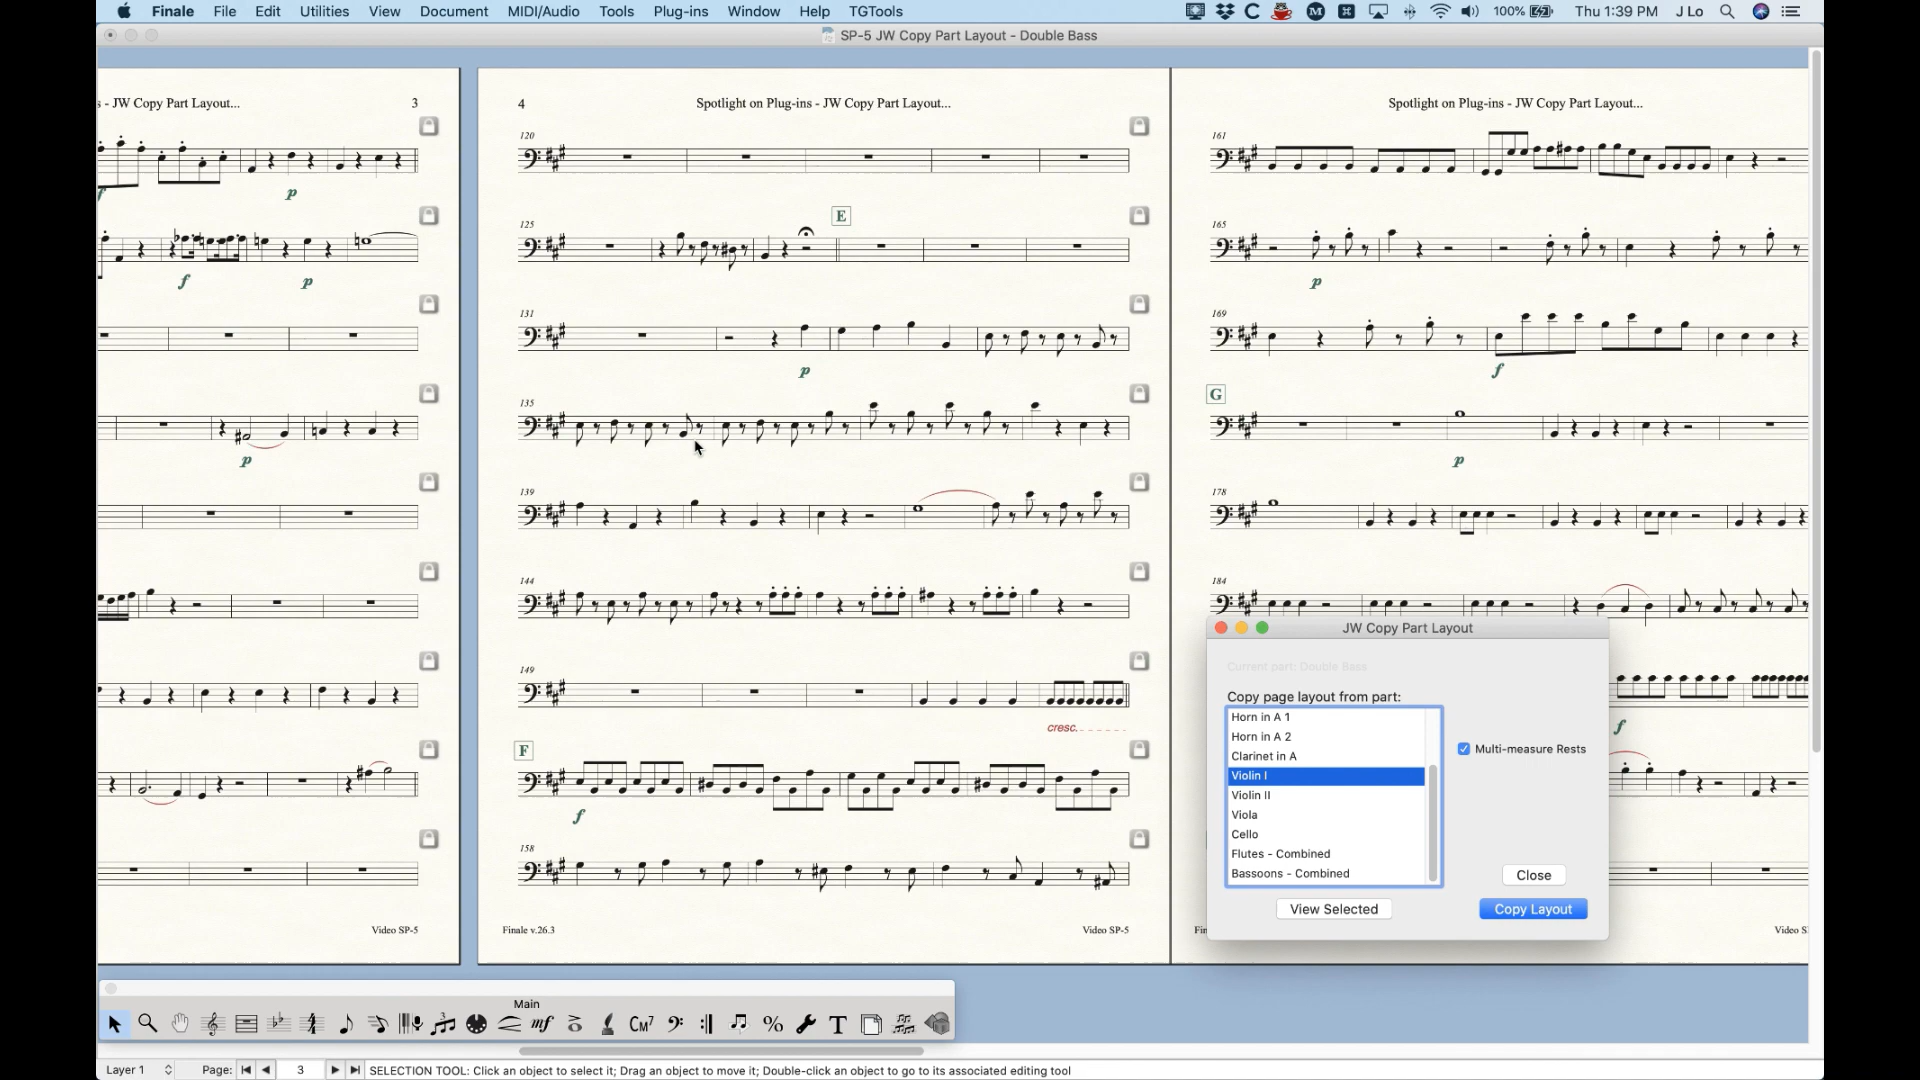 Finale File Edit Utilities View Document MIDI/Audio Tools Plug-ins Window Help TGTools 100% Thu 1:39 PM J Lo
SP-5 JW Copy Part Layout - Double Bass
s - JW Copy Part Layout... 3
f p
f p
p
Video SP-5
4 Spotlight on Plug-ins - JW Copy Part Layout...
120
125 E
131
p
135
139
144
149
cresc.
F
f
158
Finale v.26.3 Video SP-5
Spotlight on Plug-ins - JW Copy Part Layout...
161
165
p
169
f
G
p
178
184
f
Fin
Video S
JW Copy Part Layout
Current part: Double Bass
Copy page layout from part:
Horn in A 1
Horn in A 2
Clarinet in A
Violin I
Violin II
Viola
Cello
Flutes - Combined
Bassoons - Combined
Multi-measure Rests
Close
View Selected Copy Layout
Main
mf CM7 % T
Layer 1 Page: 3 SELECTION TOOL: Click an object to select it; Drag an object to move it; Double-click an object to go to its associated editing tool